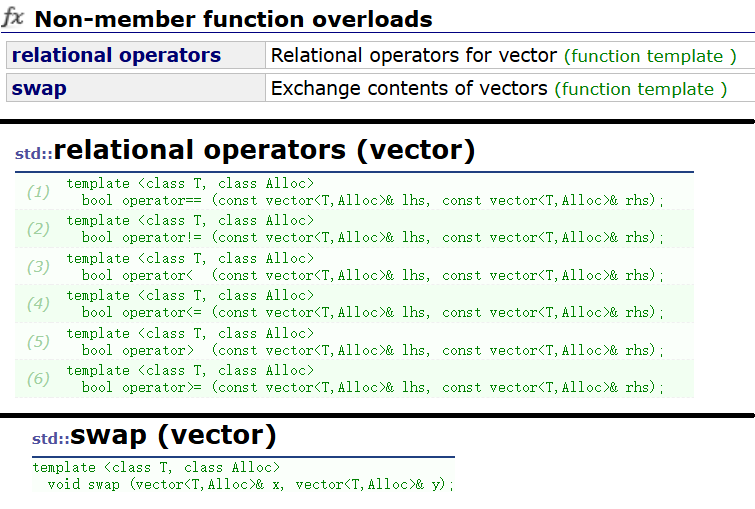 fx Non-member function overloads
relational operators Relational operators for vector (function template )
swap Exchange contents of vectors (function template )
std::relational operators (vector)
(1) template <class T, class Alloc>
bool operator== (const vector<T,Alloc>& lhs, const vector<T,Alloc>& rhs);
(2) template <class T, class Alloc>
bool operator!= (const vector<T,Alloc>& lhs, const vector<T,Alloc>& rhs);
(3) template <class T, class Alloc>
bool operator<  (const vector<T,Alloc>& lhs, const vector<T,Alloc>& rhs);
(4) template <class T, class Alloc>
bool operator<= (const vector<T,Alloc>& lhs, const vector<T,Alloc>& rhs);
(5) template <class T, class Alloc>
bool operator>  (const vector<T,Alloc>& lhs, const vector<T,Alloc>& rhs);
(6) template <class T, class Alloc>
bool operator>= (const vector<T,Alloc>& lhs, const vector<T,Alloc>& rhs);
std::swap (vector)
template <class T, class Alloc>
void swap (vector<T,Alloc>& x, vector<T,Alloc>& y);